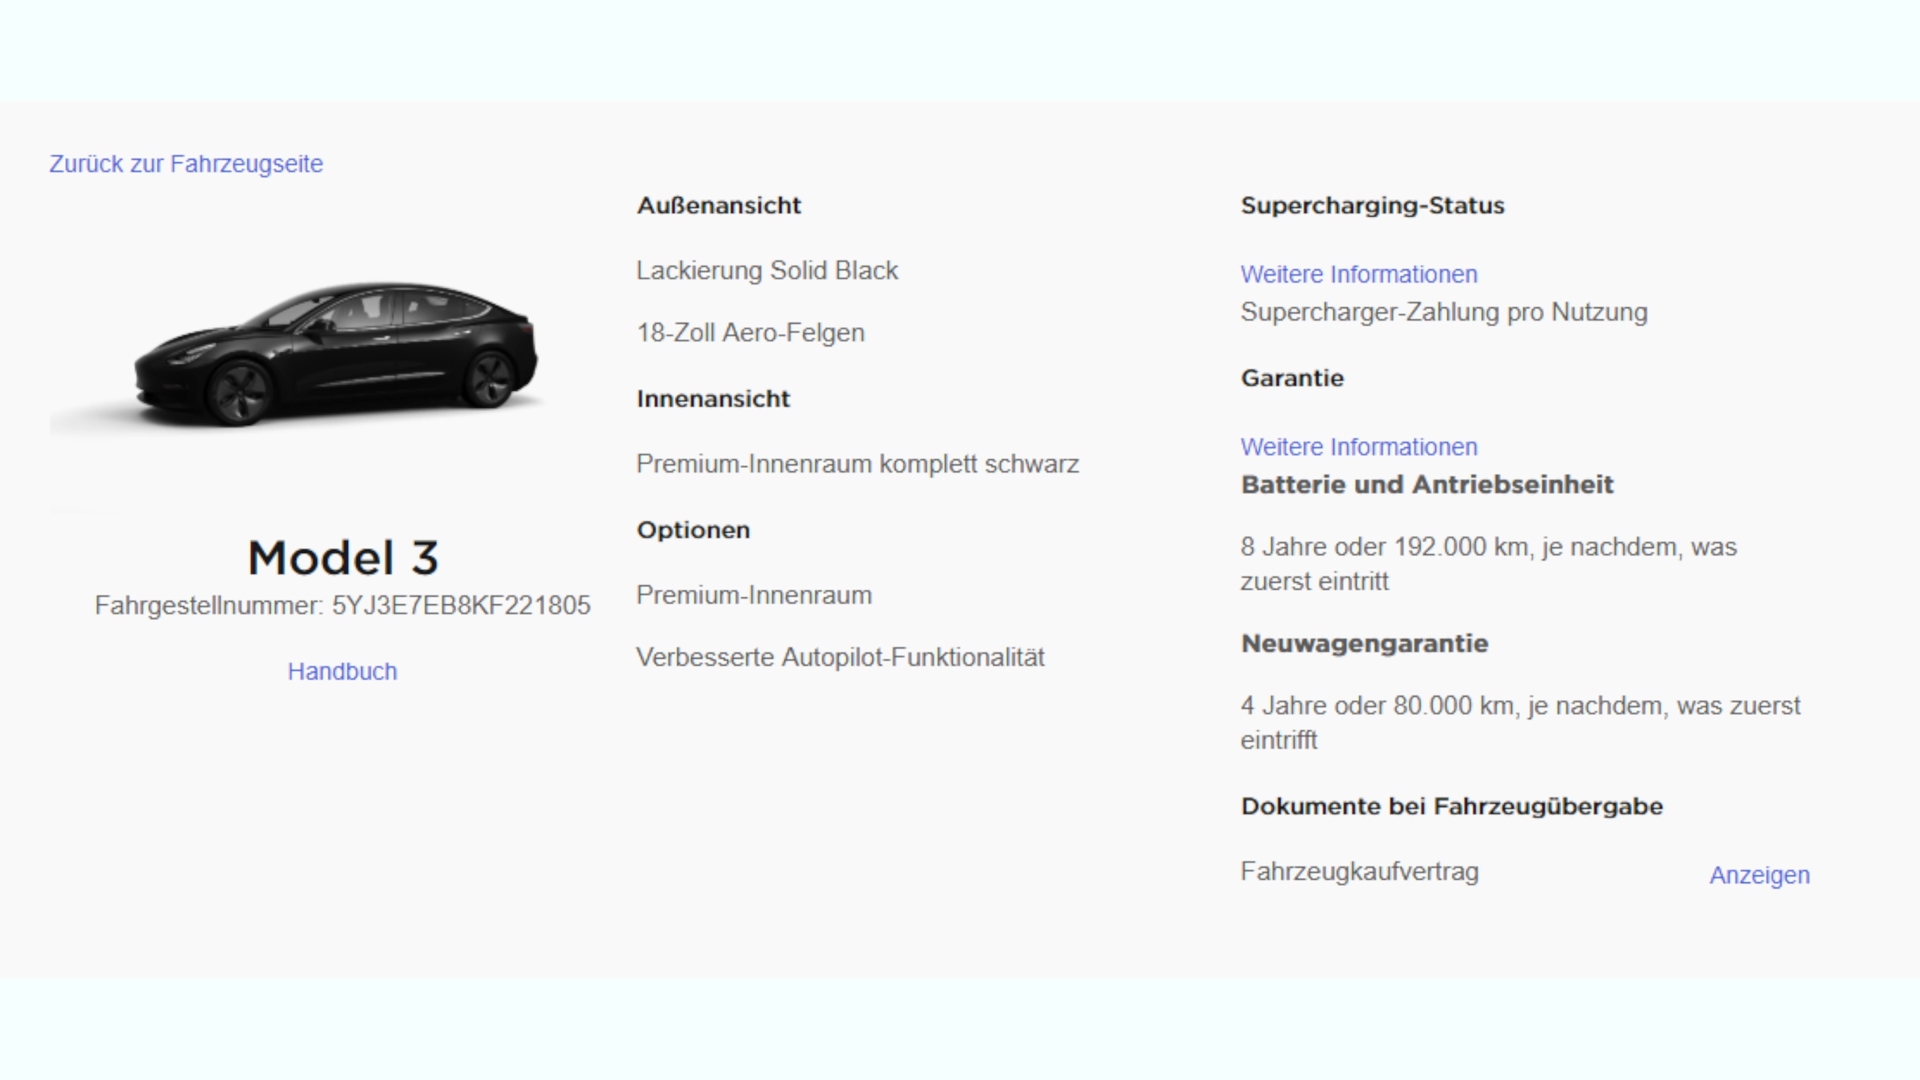 Zurück zur Fahrzeugseite
Model 3
Fahrgestellnummer: 5YJ3E7EB8KF221805
Handbuch
Außenansicht
Lackierung Solid Black
18-Zoll Aero-Felgen
Innenansicht
Premium-Innenraum komplett schwarz
Optionen
Premium-Innenraum
Verbesserte Autopilot-Funktionalität
Supercharging-Status
Weitere Informationen
Supercharger-Zahlung pro Nutzung
Garantie
Weitere Informationen
Batterie und Antriebseinheit
8 Jahre oder 192.000 km, je nachdem, was
zuerst eintritt
Neuwagengarantie
4 Jahre oder 80.000 km, je nachdem, was zuerst
eintrifft
Dokumente bei Fahrzeugübergabe
Fahrzeugkaufvertrag
Anzeigen